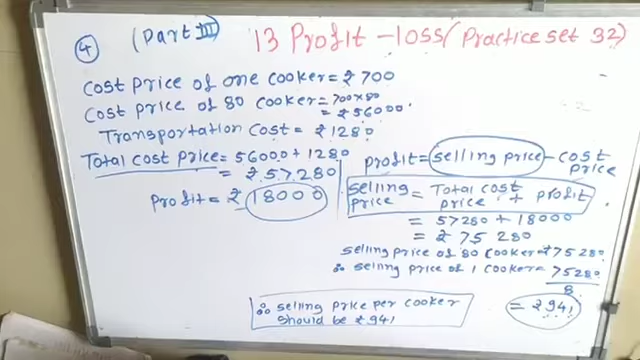 4 (Part III) 13 Profit - loss (Practice set 32)
Cost price of one cooker = ₹ 700
Cost price of 80 cooker = 700 x 80
= ₹ 56000
Transportation cost = ₹ 1280
Total cost price = 56000 + 1280
= ₹ 57280
Profit = ₹ 18000
profit = selling price - cost price
selling price = Total cost price + profit
= 57280 + 18000
= ₹ 75 280
selling price of 80 cooker = ₹ 75280
∴ selling price of 1 cooker = 75280
8
= ₹ 941
∴ selling price per cooker
should be ₹ 941